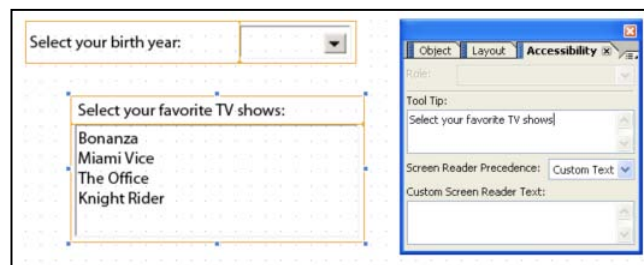 Select your birth year:
Select your favorite TV shows:
Bonanza
Miami Vice
The Office
Knight Rider
Object Layout Accessibility
Role:
Tool Tip:
Select your favorite TV shows
Screen Reader Precedence: Custom Text
Custom Screen Reader Text: